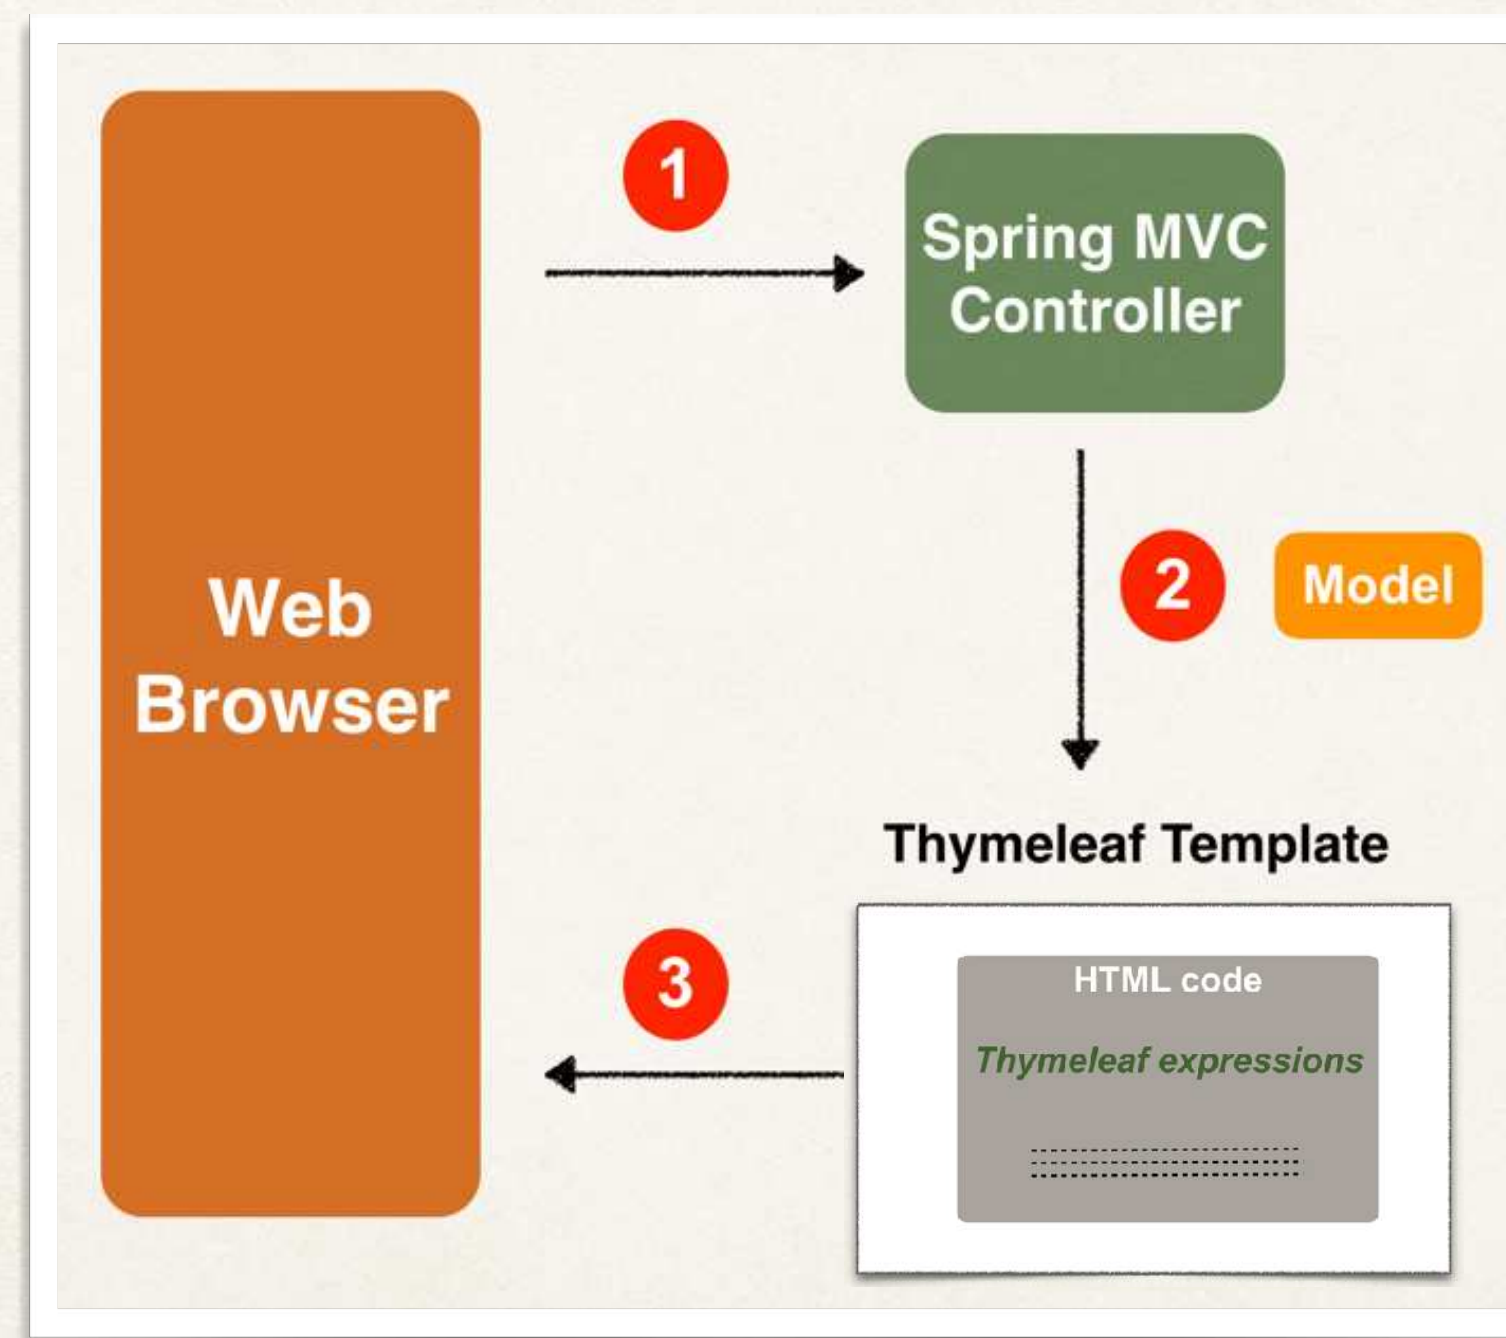 1
Spring MVC
Controller
2
Model
Web
Browser
Thymeleaf Template
3
HTML code
Thymeleaf expressions